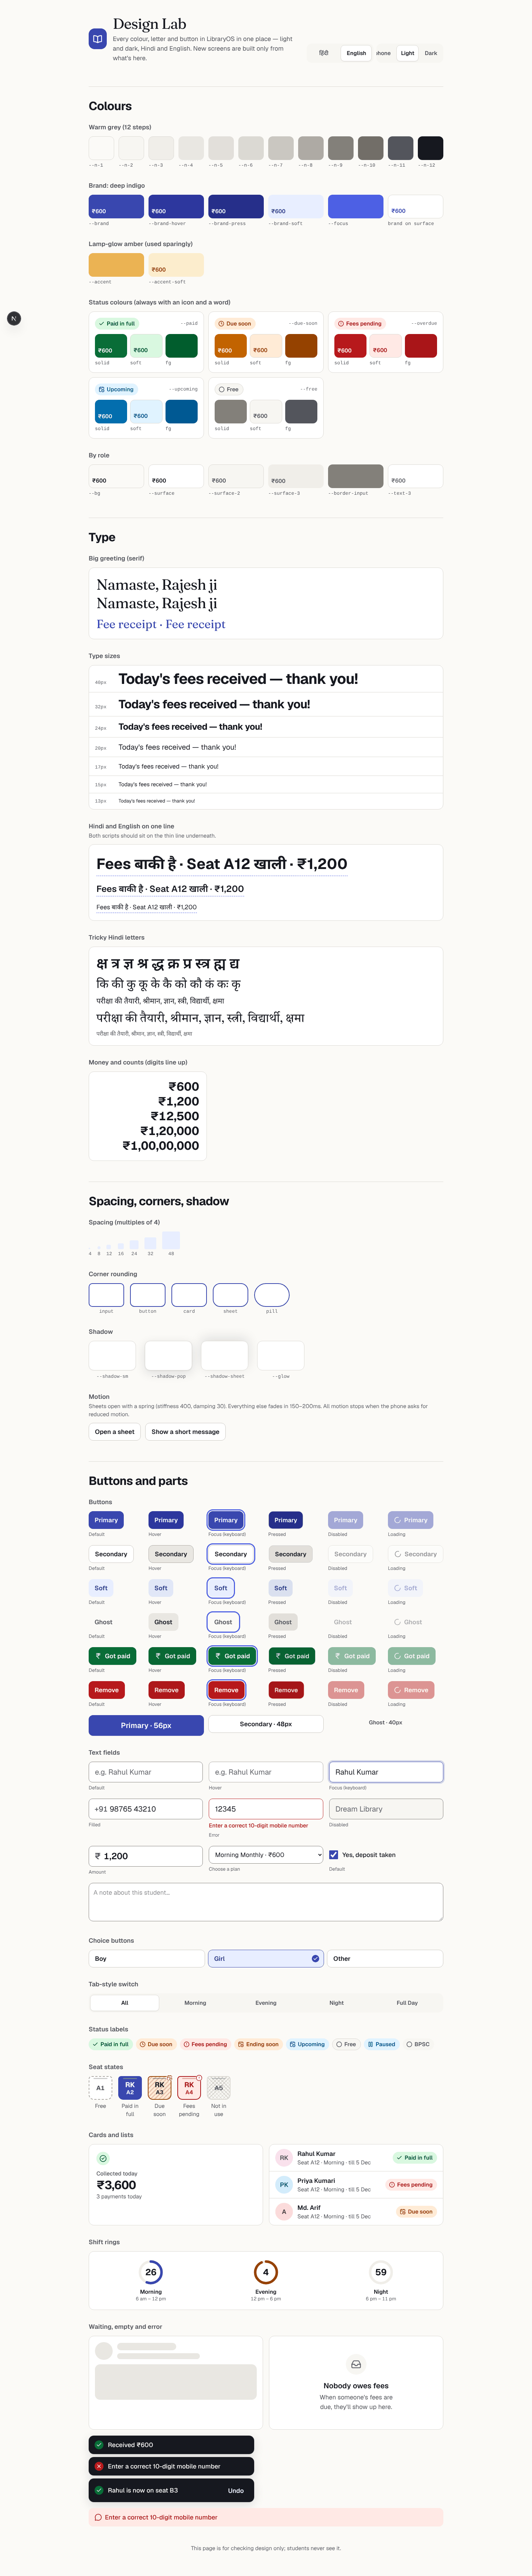 Design Lab
Every colour, letter and button in LibraryOS in one place — light
and dark, Hindi and English. New screens are built only from
what's here.
हिंदी
English
Phone
Light
Dark
Colours
Warm grey (12 steps)
--n-1
--n-2
--n-3
--n-4
--n-5
--n-6
--n-7
--n-8
--n-9
--n-10
--n-11
--n-12
Brand: deep indigo
₹600
₹600
₹600
₹600
₹600
--brand
--brand-hover
--brand-press
--brand-soft
--focus
brand on surface
Lamp-glow amber (used sparingly)
₹600
--accent
--accent-soft
Status colours (always with an icon and a word)
Paid in full
--paid
₹600
₹600
solid
soft
fg
Due soon
--due-soon
₹600
₹600
solid
soft
fg
Fees pending
--overdue
₹600
₹600
solid
soft
fg
Upcoming
--upcoming
₹600
₹600
solid
soft
fg
Free
--free
₹600
solid
soft
fg
By role
₹600
₹600
₹600
₹600
₹600
--bg
--surface
--surface-2
--surface-3
--border-input
--text-3
Type
Big greeting (serif)
Namaste, Rajesh ji
Namaste, Rajesh ji
Fee receipt · Fee receipt
Type sizes
40px
Today's fees received — thank you!
32px
Today's fees received — thank you!
24px
Today's fees received — thank you!
20px
Today's fees received — thank you!
17px
Today's fees received — thank you!
15px
Today's fees received — thank you!
13px
Today's fees received — thank you!
Hindi and English on one line
Both scripts should sit on the thin line underneath.
Fees बाकी है · Seat A12 खाली · ₹1,200
Fees बाकी है · Seat A12 खाली · ₹1,200
Fees बाकी है · Seat A12 खाली · ₹1,200
Tricky Hindi letters
क्ष त्र ज्ञ श्र द्ध क्र प्र स्त्र ह्म द्य
कि की कु कू के कै को कौ कं कः कृ
परीक्षा की तैयारी, श्रीमान, ज्ञान, स्त्री, विद्यार्थी, क्षमा
परीक्षा की तैयारी, श्रीमान, ज्ञान, स्त्री, विद्यार्थी, क्षमा
परीक्षा की तैयारी, श्रीमान, ज्ञान, स्त्री, विद्यार्थी, क्षमा
Money and counts (digits line up)
₹600
₹1,200
₹12,500
₹1,20,000
₹1,00,00,000
Spacing, corners, shadow
Spacing (multiples of 4)
4
8
12
16
24
32
48
Corner rounding
input
button
card
sheet
pill
Shadow
--shadow-sm
--shadow-pop
--shadow-sheet
--glow
Motion
Sheets open with a spring (stiffness 400, damping 30). Everything else fades in 150–200ms. All motion stops when the phone asks for
reduced motion.
Open a sheet
Show a short message
Buttons and parts
Buttons
Primary
Primary
Primary
Primary
Primary
Primary
Default
Hover
Focus (keyboard)
Pressed
Disabled
Loading
Secondary
Secondary
Secondary
Secondary
Secondary
Secondary
Default
Hover
Focus (keyboard)
Pressed
Disabled
Loading
Soft
Soft
Soft
Soft
Soft
Soft
Default
Hover
Focus (keyboard)
Pressed
Disabled
Loading
Ghost
Ghost
Ghost
Ghost
Ghost
Ghost
Default
Hover
Focus (keyboard)
Pressed
Disabled
Loading
₹ Got paid
₹ Got paid
₹ Got paid
₹ Got paid
₹ Got paid
Got paid
Default
Hover
Focus (keyboard)
Pressed
Disabled
Loading
Remove
Remove
Remove
Remove
Remove
Remove
Default
Hover
Focus (keyboard)
Pressed
Disabled
Loading
Primary · 56px
Secondary · 48px
Ghost · 40px
Text fields
e.g. Rahul Kumar
e.g. Rahul Kumar
Rahul Kumar
Default
Hover
Focus (keyboard)
+91 98765 43210
12345
Dream Library
Filled
Enter a correct 10-digit mobile number
Error
Disabled
₹ 1,200
Morning Monthly · ₹600
Yes, deposit taken
Amount
Choose a plan
Default
A note about this student…
Choice buttons
Boy
Girl
Other
Tab-style switch
All
Morning
Evening
Night
Full Day
Status labels
Paid in full
Due soon
Fees pending
Ending soon
Upcoming
Free
Paused
BPSC
Seat states
A1
RK
A2
RK
A3
RK
A4
A5
Free
Paid in
full
Due
soon
Fees
pending
Not in
use
Cards and lists
Collected today
₹3,600
3 payments today
RK
Rahul Kumar
Seat A12 · Morning · till 5 Dec
Paid in full
PK
Priya Kumari
Seat A12 · Morning · till 5 Dec
Fees pending
A
Md. Arif
Seat A12 · Morning · till 5 Dec
Due soon
Shift rings
26
Morning
6 am – 12 pm
4
Evening
12 pm – 6 pm
59
Night
6 pm – 11 pm
Waiting, empty and error
Nobody owes fees
When someone's fees are
due, they'll show up here.
Received ₹600
Enter a correct 10-digit mobile number
Rahul is now on seat B3
Undo
Enter a correct 10-digit mobile number
This page is for checking design only; students never see it.